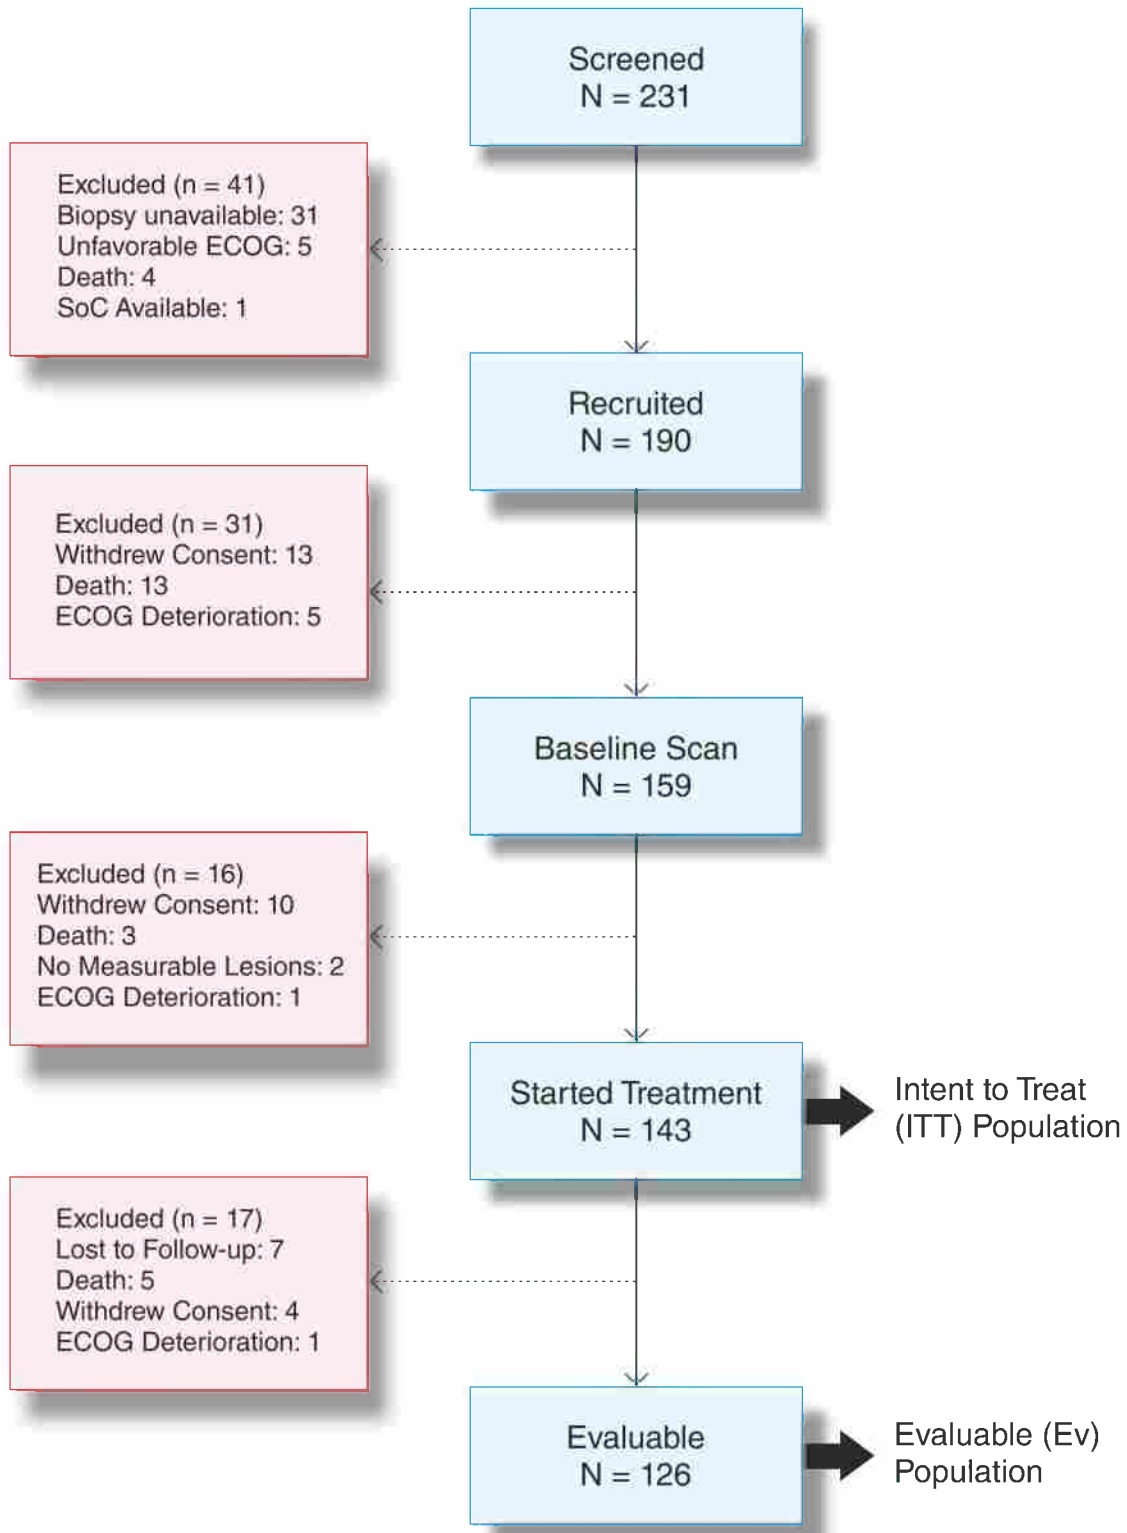 Screened
N = 231
Excluded (n = 41)
Biopsy unavailable: 31
Unfavorable ECOG: 5
Death: 4
SoC Available: 1
Recruited
N = 190
Excluded (n = 31)
Withdrew Consent: 13
Death: 13
ECOG Deterioration: 5
Baseline Scan
N = 159
Excluded (n = 16)
Withdrew Consent: 10
Death: 3
No Measurable Lesions: 2
ECOG Deterioration: 1
Started Treatment
N = 143
Intent to Treat
(ITT) Population
Excluded (n = 17)
Lost to Follow-up: 7
Death: 5
Withdrew Consent: 4
ECOG Deterioration: 1
Evaluable
N = 126
Evaluable (Ev)
Population